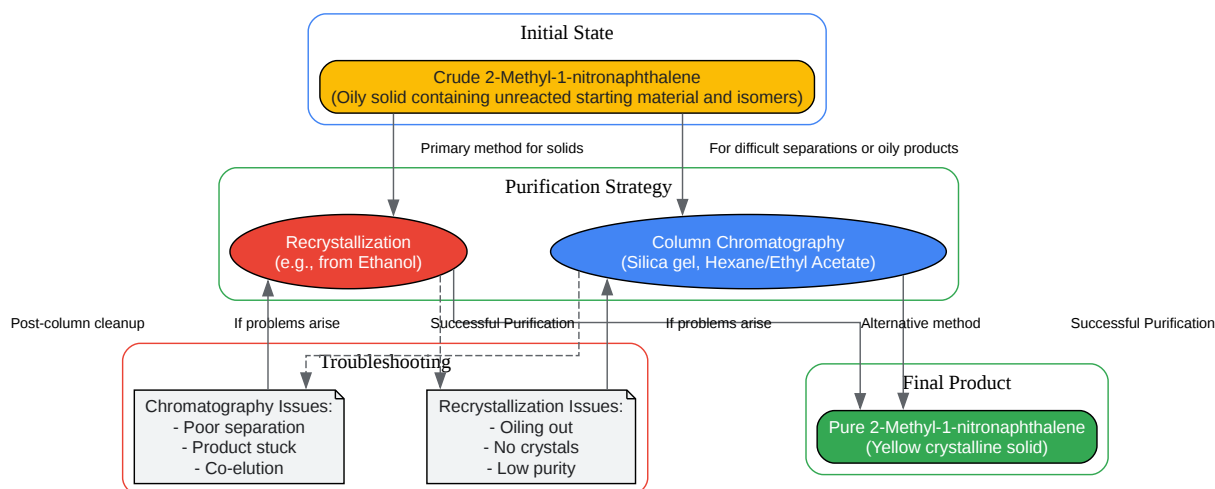 Initial State
Crude 2-Methyl-1-nitronaphthalene
(Oily solid containing unreacted starting material and isomers)
Primary method for solids
For difficult separations or oily products
Purification Strategy
Recrystallization
(e.g., from Ethanol)
Column Chromatography
(Silica gel, Hexane/Ethyl Acetate)
Post-column cleanup
If problems arise
Successful Purification
If problems arise
Alternative method
Successful Purification
Troubleshooting
Chromatography Issues:
- Poor separation
- Product stuck
- Co-elution
Recrystallization Issues:
- Oiling out
- No crystals
- Low purity
Final Product
Pure 2-Methyl-1-nitronaphthalene
(Yellow crystalline solid)